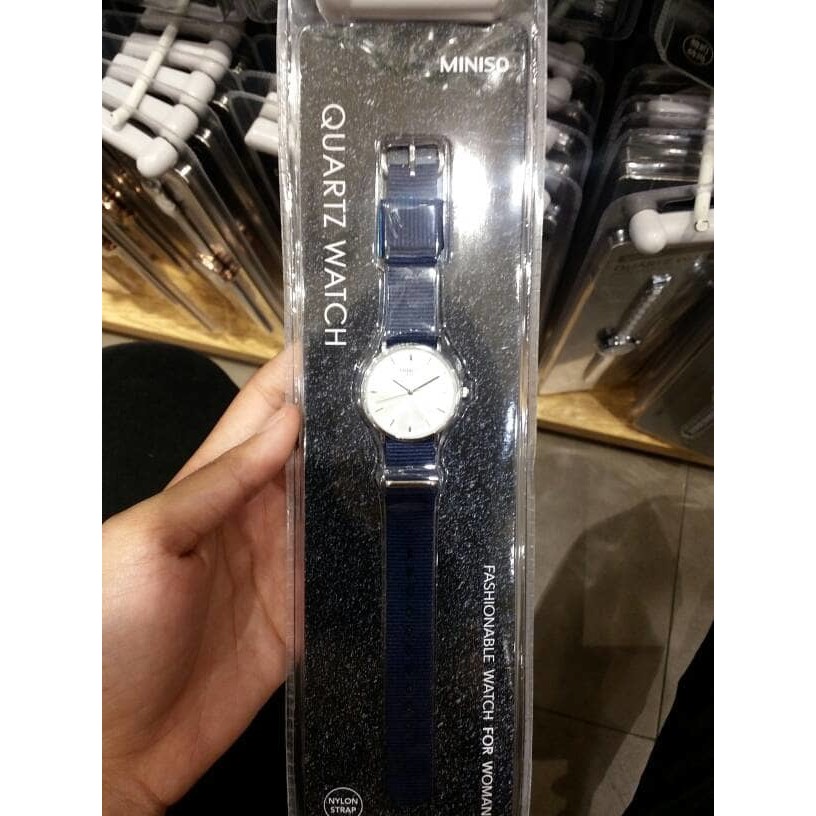 MINISO
QUARTZ WATCH
FASHIONABLE WATCH FOR WOMAN
NYLON
STRAP